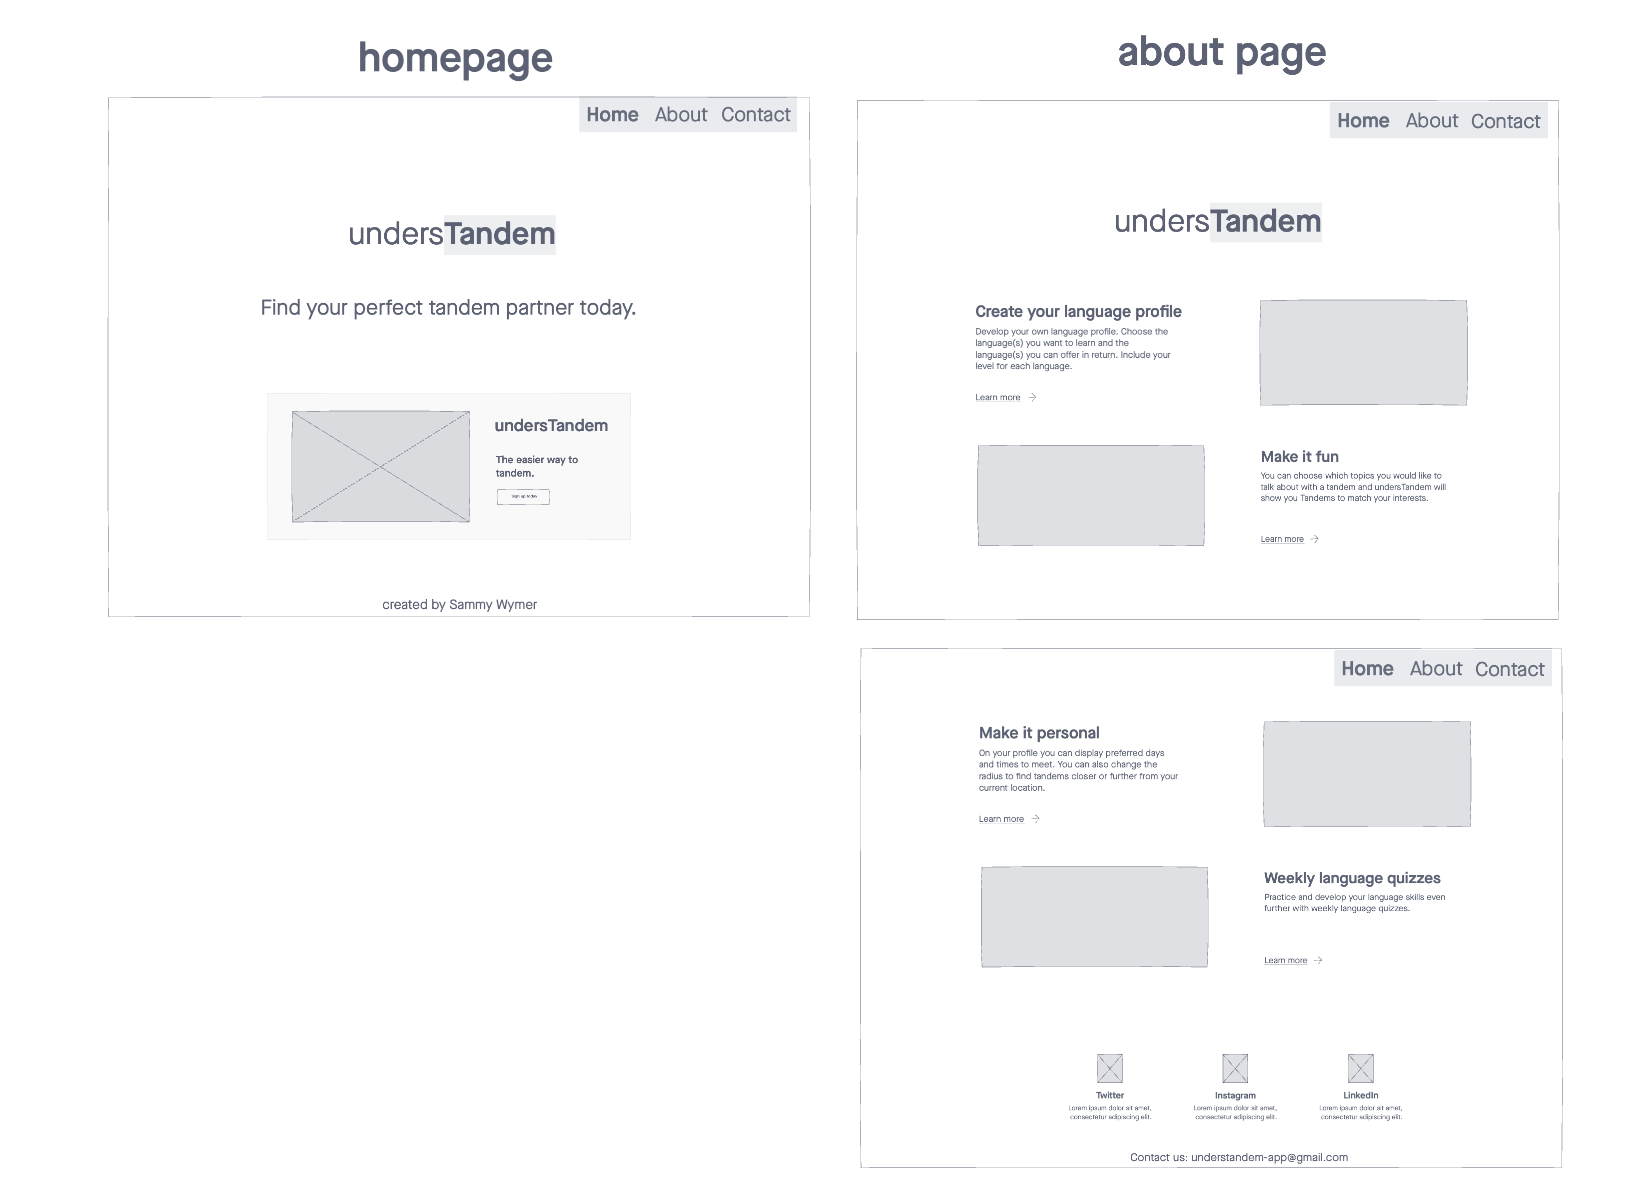 homepage
Home About Contact
undersTandem
Find your perfect tandem partner today.
undersTandem
The easier way to
tandem.
sign up today
created by Sammy Wymer
about page
Home About Contact
undersTandem
Create your language profile
Develop your own language profile. Choose the
language(s) you want to learn and the
language(s) you can offer in return. Include your
level for each language.
Learn more →
Make it fun
You can choose which topics you would like to
talk about with a tandem and undersTandem will
show you Tandems to match your interests.
Learn more →
Home About Contact
Make it personal
On your profile you can display preferred days
and times to meet. You can also change the
radius to find tandems closer or further from your
current location.
Learn more →
Weekly language quizzes
Practice and develop your language skills even
further with weekly language quizzes.
Learn more →
Twitter
Lorem ipsum dolor sit amet,
consectetur adipiscing elit.
Instagram
Lorem ipsum dolor sit amet,
consectetur adipiscing elit.
LinkedIn
Lorem ipsum dolor sit amet,
consectetur adipiscing elit.
Contact us: understandem-app@gmail.com